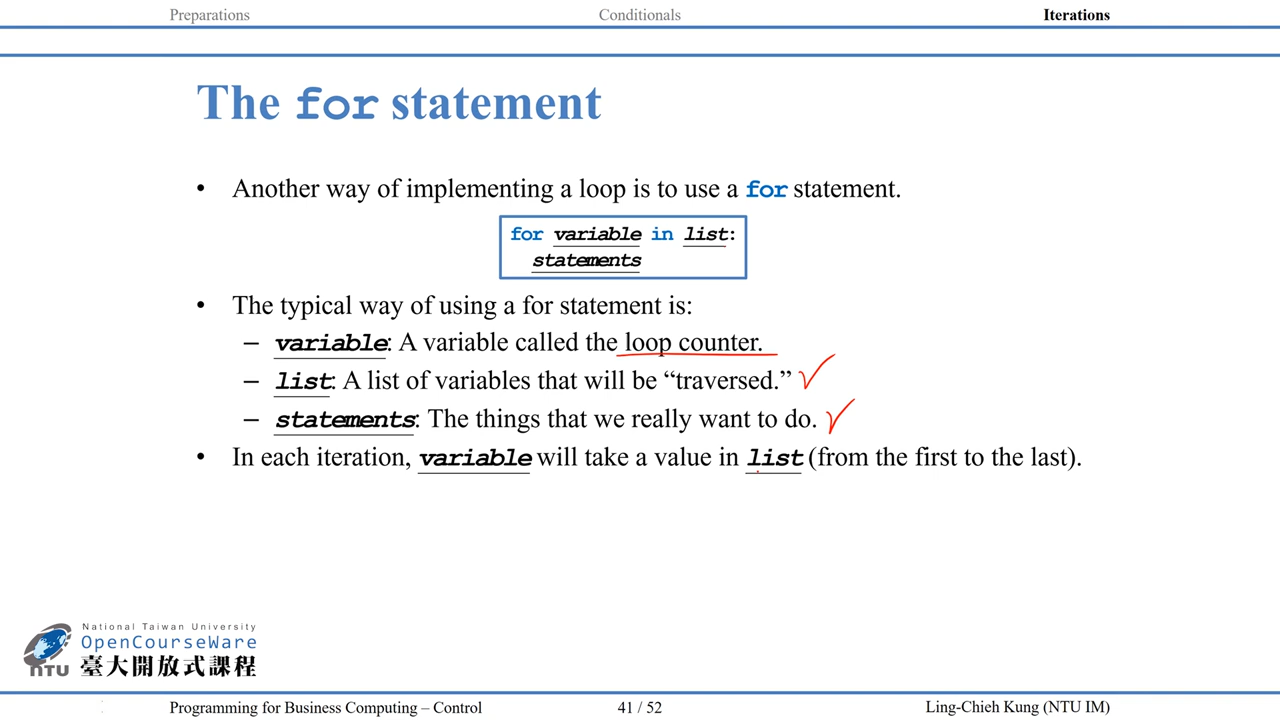 Preparations Conditionals Iterations
The for statement
• Another way of implementing a loop is to use a for statement.
for variable in list:
statements
• The typical way of using a for statement is:
– variable: A variable called the loop counter.
– list: A list of variables that will be “traversed.”
– statements: The things that we really want to do.
• In each iteration, variable will take a value in list (from the first to the last).
National Taiwan University
OpenCourseWare
NTU 臺大開放式課程
Programming for Business Computing – Control 41 / 52 Ling-Chieh Kung (NTU IM)